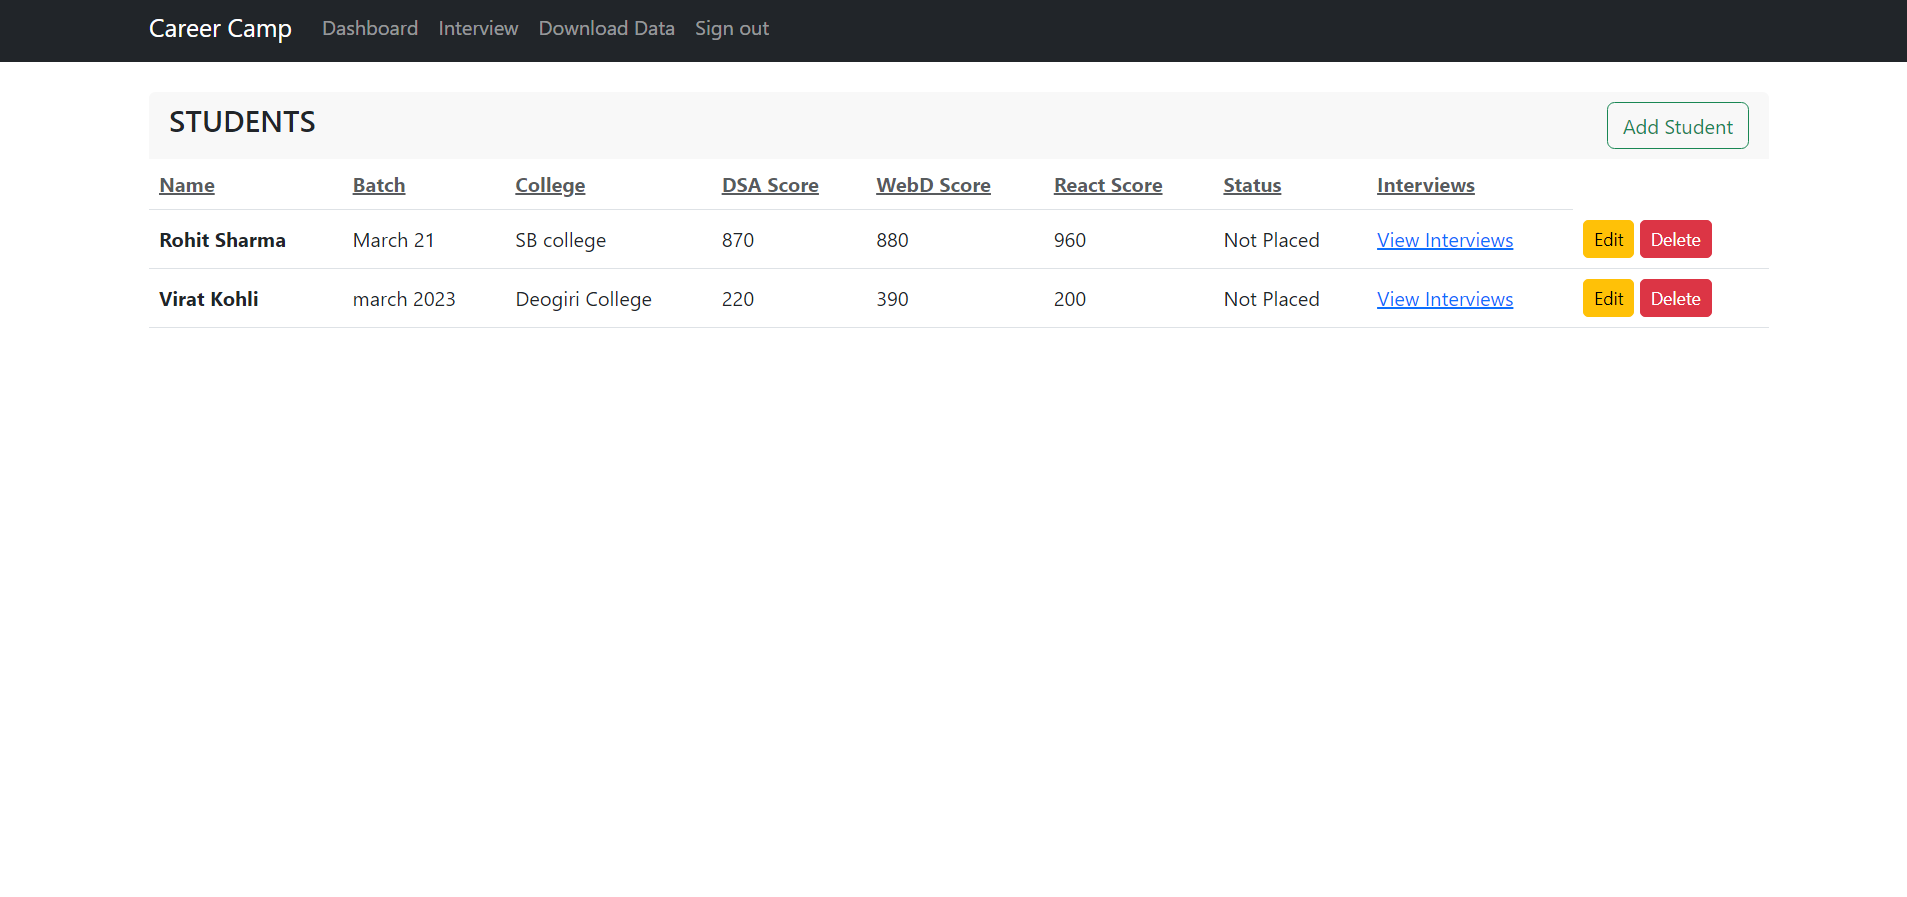 Career Camp Dashboard Interview Download Data Sign out
STUDENTS Add Student
Name Batch College DSA Score WebD Score React Score Status Interviews
Rohit Sharma March 21 SB college 870 880 960 Not Placed View Interviews Edit Delete
Virat Kohli march 2023 Deogiri College 220 390 200 Not Placed View Interviews Edit Delete